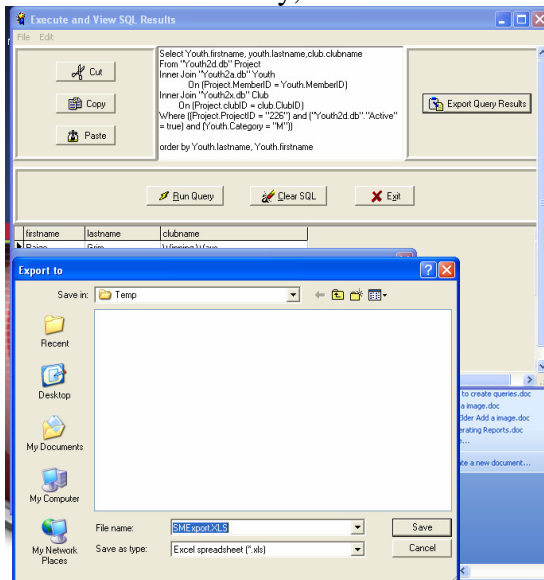 Execute and View SQL Results
File Edit
Cut
Copy
Paste
Select Youth.firstname, youth.lastname,club.clubname
From "Youth2d.db" Project
Inner Join "Youth2a.db" Youth
On (Project.MemberID = Youth.MemberID)
Inner Join "Youth2x.db" Club
On (Project.clubID = club.ClubID)
Where ((Project.ProjectID = "226") and ("Youth2d.db"."Active"
= true) and (Youth.Category = "M"))
order by Youth.lastname, Youth.firstname
Export Query Results
Run Query
Clear SQL
Exit
firstname lastname clubname
Export to
Save in: Temp
Recent
Desktop
My Documents
My Computer
My Network
Places
File name: SMExport.XLS
Save
Save as type: Excel spreadsheet (*.xls)
Cancel
to create queries.doc
a image.doc
lder Add a image.doc
erating Reports.doc
te a new document...